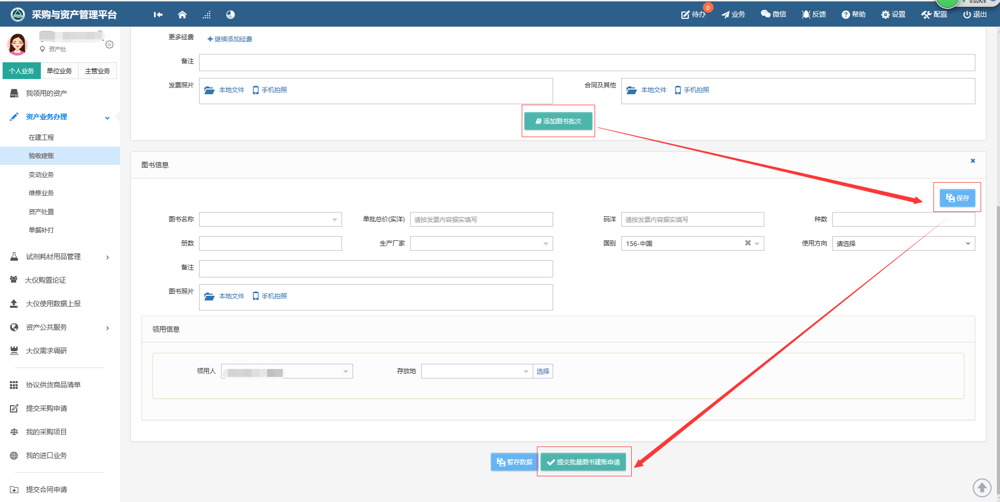 0.02K/s
采购与资产管理平台
待办
0
业务
微信
反馈
帮助
设置
配置
退出
资产处
个人业务
单位业务
主管业务
我领用的资产
资产业务办理
在建工程
验收建账
变动业务
维修业务
资产处置
单据补打
试剂耗材用品管理
大仪购置论证
大仪使用数据上报
资产公共服务
大仪需求调研
协议供货商品清单
提交采购申请
我的采购项目
我的进口业务
提交合同申请
更多经费
继续添加经费
备注
发票照片
本地文件
手机拍照
合同及其他
本地文件
手机拍照
添加图书批次
图书信息
保存
图书名称
单批总价(实洋)
请按发票内容据实填写
码洋
请按发票内容据实填写
种数
册数
生产厂家
国别
156-中国
使用方向
请选择
备注
图书照片
本地文件
手机拍照
领用信息
领用人
存放地
选择
暂存数据
提交批量图书建账申请